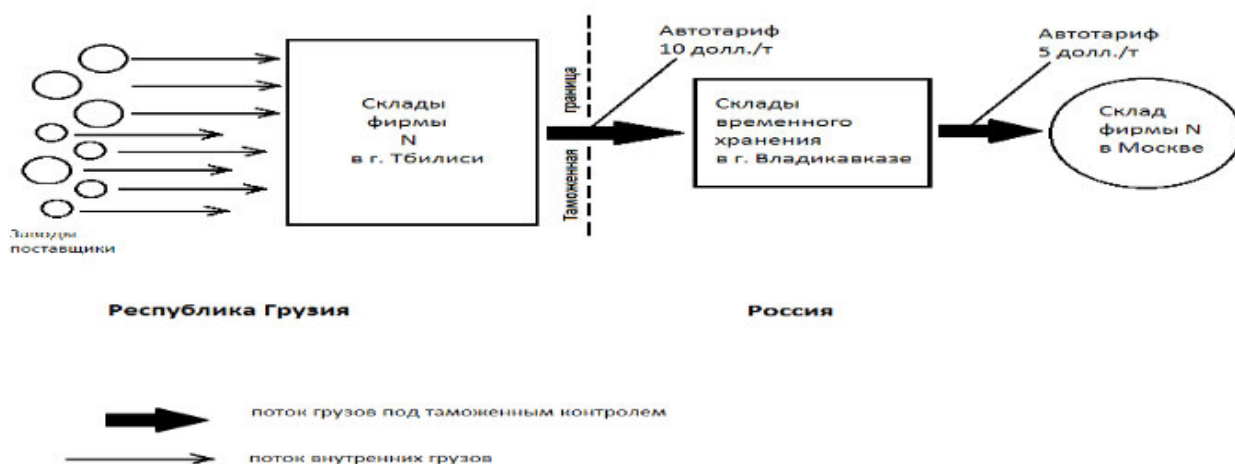 Автотариф
10 долл./т
Автотариф
5 долл./т
Склады
фирмы
N
в г. Тбилиси
Таможенная граница
Склады
временного
хранения
в г. Владикавказе
Склад
фирмы N
в Москве
Заводы
поставщики
Республика Грузия
Россия
поток грузов под таможенным контролем
поток внутренних грузов